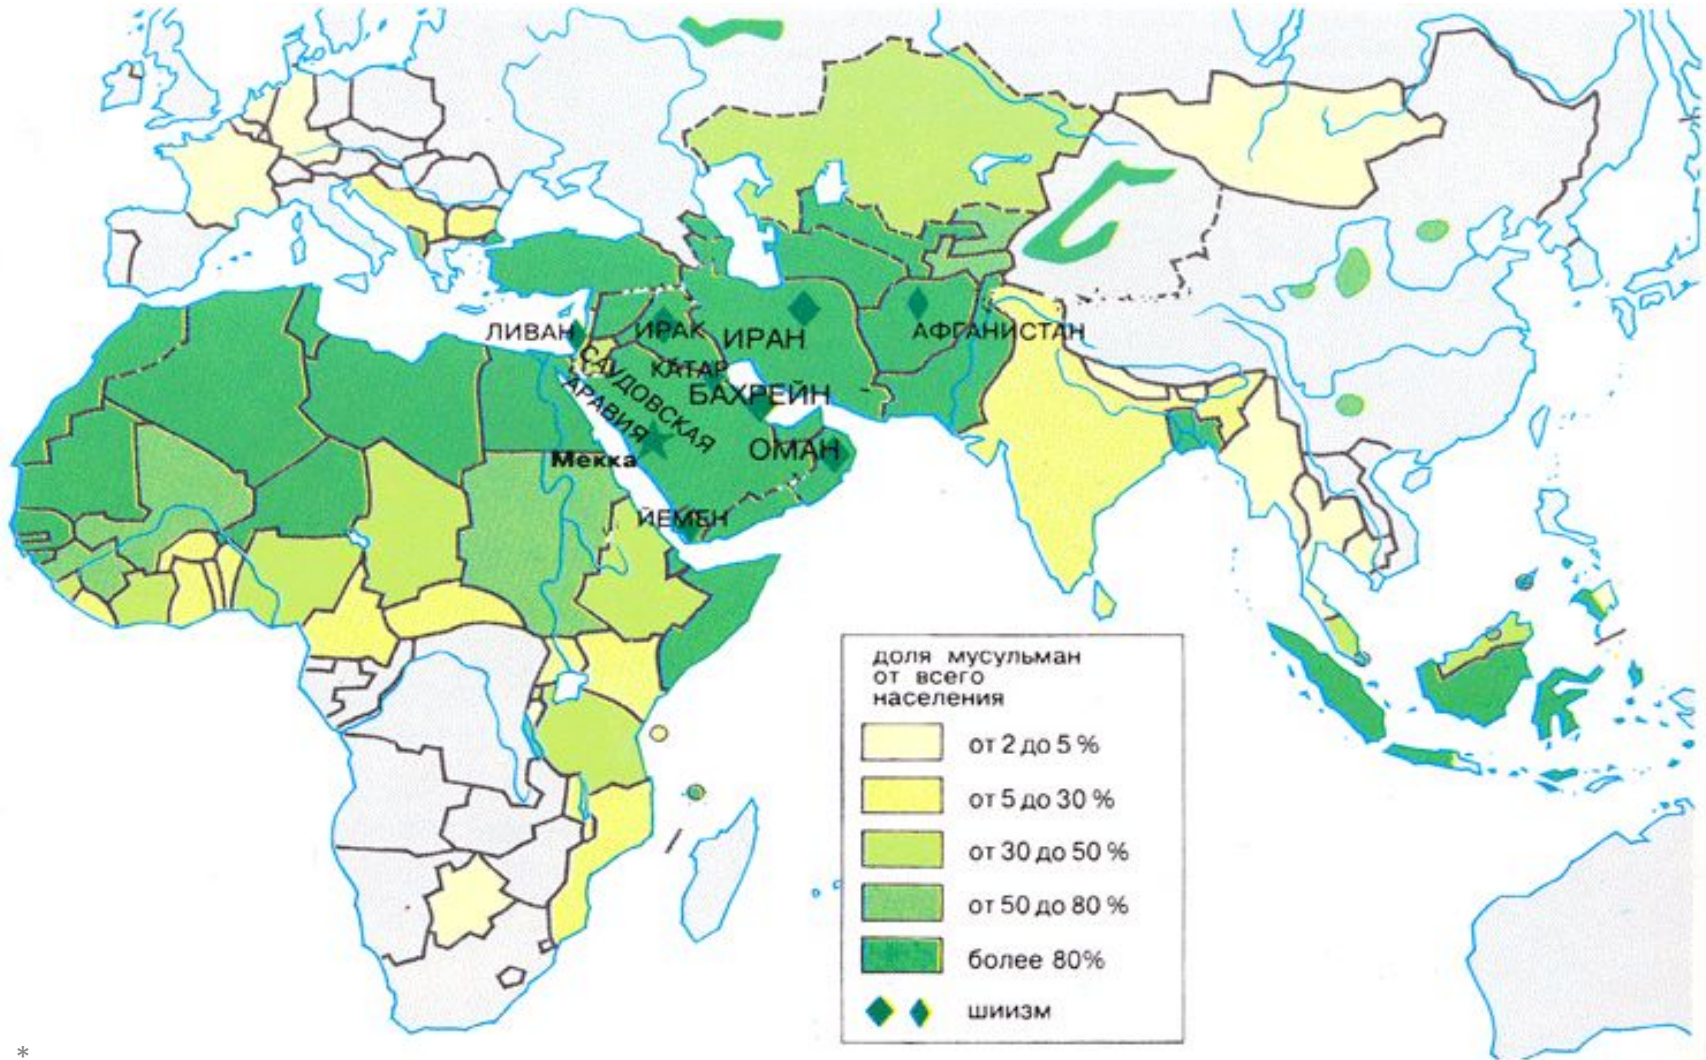 ЛИВАН
ИРАК
ИРАН
АФГАНИСТАН
САУДОВСКАЯ
АРАВИЯ
КАТАР
БАХРЕЙН
ОМАН
Мекка
ЙЕМЕН
доля мусульман
от всего
населения
от 2 до 5 %
от 5 до 30 %
от 30 до 50 %
от 50 до 80 %
более 80%
шиизм
*